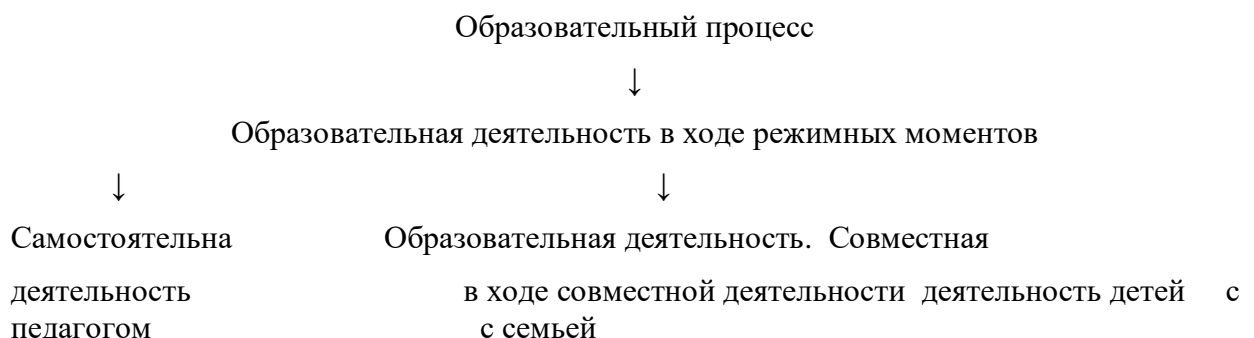 Образовательный процесс
↓
Образовательная деятельность в ходе режимных моментов
↓ ↓
Самостоятельна Образовательная деятельность. Совместная
деятельность в ходе совместной деятельности деятельность детей с
педагогом с семьей